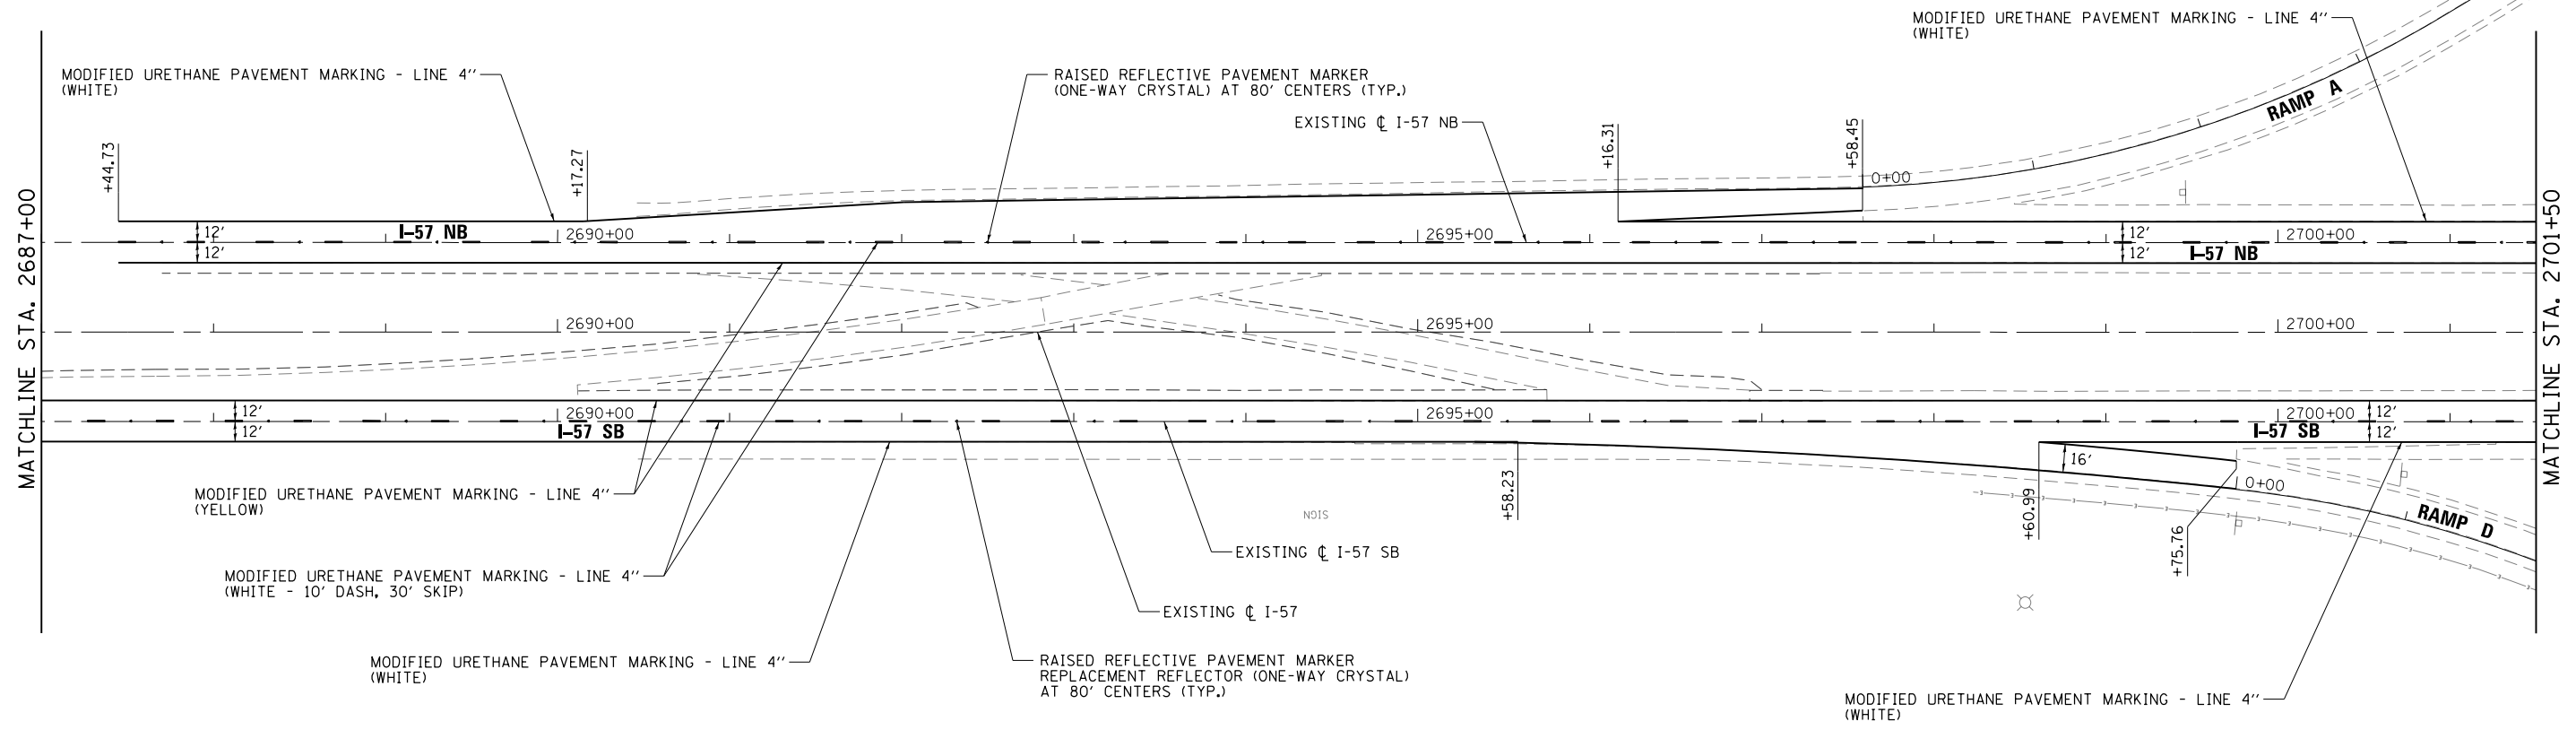 MODIFIED URETHANE PAVEMENT MARKING - LINE 4"
(WHITE)
MODIFIED URETHANE PAVEMENT MARKING - LINE 4"
(WHITE)
RAISED REFLECTIVE PAVEMENT MARKER
(ONE-WAY CRYSTAL) AT 80' CENTERS (TYP.)
EXISTING ℄ I-57 NB
RAMP A
+44.73
+17.27
+16.31
+58.45
0+00
MATCHLINE STA. 2687+00
MATCHLINE STA. 2701+50
12'
12'
I-57 NB
2690+00
2695+00
12'
12'
I-57 NB
2700+00
2690+00
2695+00
2700+00
12'
12'
I-57 SB
2690+00
2695+00
2700+00
I-57 SB
12'
12'
16'
0+00
RAMP D
+58.23
+60.99
+75.76
MODIFIED URETHANE PAVEMENT MARKING - LINE 4"
(YELLOW)
SIGN
EXISTING ℄ I-57 SB
MODIFIED URETHANE PAVEMENT MARKING - LINE 4"
(WHITE - 10' DASH, 30' SKIP)
EXISTING ℄ I-57
MODIFIED URETHANE PAVEMENT MARKING - LINE 4"
(WHITE)
RAISED REFLECTIVE PAVEMENT MARKER
REPLACEMENT REFLECTOR (ONE-WAY CRYSTAL)
AT 80' CENTERS (TYP.)
MODIFIED URETHANE PAVEMENT MARKING - LINE 4"
(WHITE)